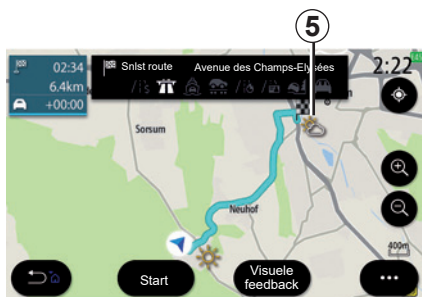 5
02:34
6.4km
+00:00
Snlst route Avenue des Champs-Elysées
2:22
Sorsum
Neuhof
400m
Start
Visuele
feedback